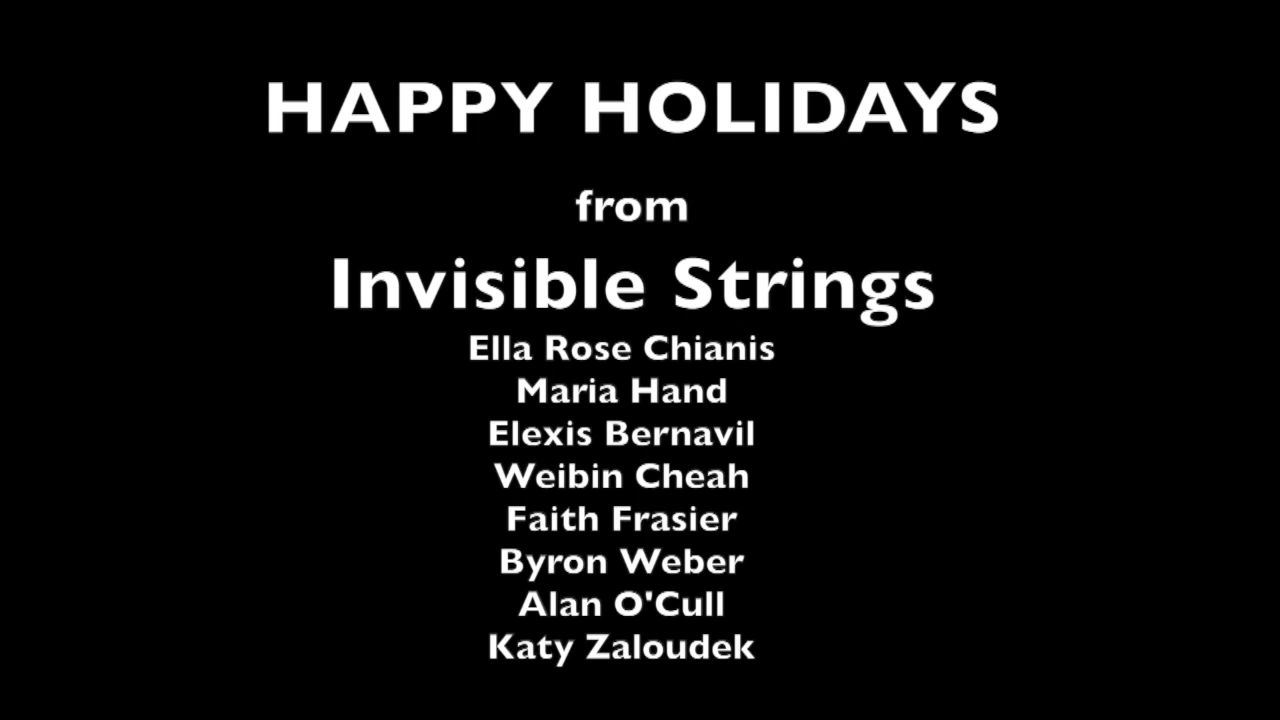 HAPPY HOLIDAYS
from
Invisible Strings
Ella Rose Chianis
Maria Hand
Elexis Bernavil
Weibin Cheah
Faith Frasier
Byron Weber
Alan O'Cull
Katy Zaloudek